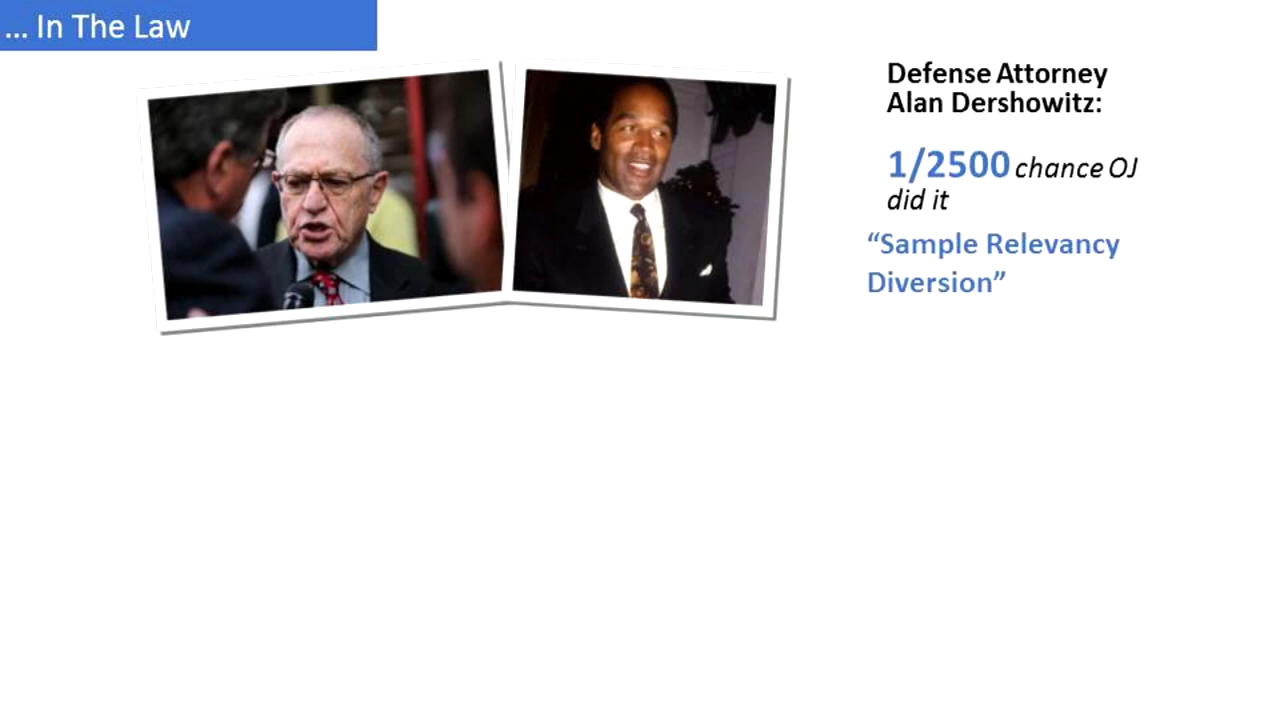 ... In The Law
Defense Attorney
Alan Dershowitz:
1/2500 chance OJ
did it
“Sample Relevancy
Diversion”